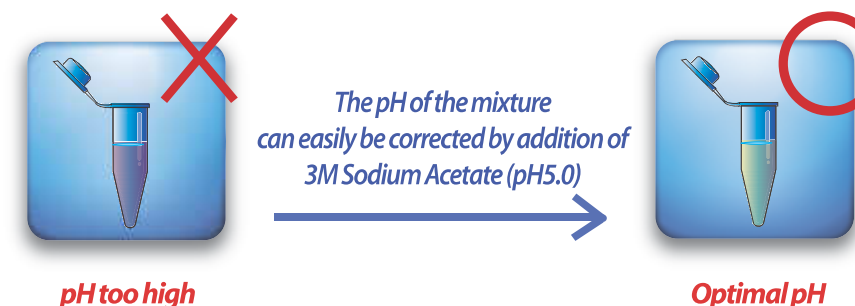 The pH of the mixture
can easily be corrected by addition of
3M Sodium Acetate (pH5.0)
pH too high
Optimal pH